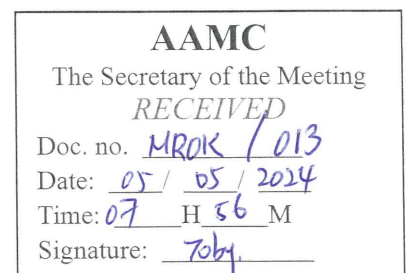 AAMC
The Secretary of the Meeting
RECEIVED
Doc. no. MROK / 013
Date: 05 / 05 / 2024
Time: 07 H 56 M
Signature: Toby.